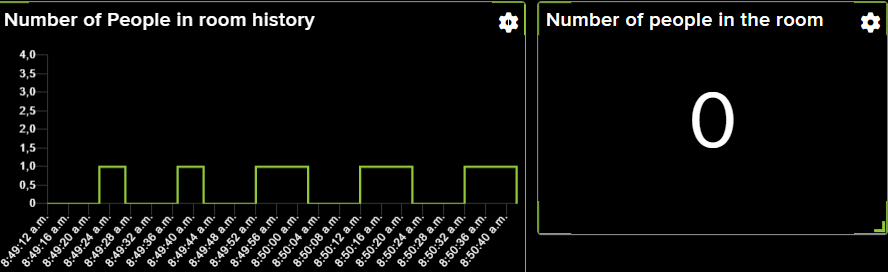 Number of People in room history
4,0
3,5
3,0
2,5
2,0
1,5
1,0
0,5
0
8:49:12 a.m.
8:49:16 a.m.
8:49:20 a.m.
8:49:24 a.m.
8:49:28 a.m.
8:49:32 a.m.
8:49:36 a.m.
8:49:40 a.m.
8:49:44 a.m.
8:49:48 a.m.
8:49:52 a.m.
8:49:56 a.m.
8:50:00 a.m.
8:50:04 a.m.
8:50:08 a.m.
8:50:12 a.m.
8:50:16 a.m.
8:50:20 a.m.
8:50:24 a.m.
8:50:28 a.m.
8:50:32 a.m.
8:50:36 a.m.
8:50:40 a.m.
Number of people in the room
0